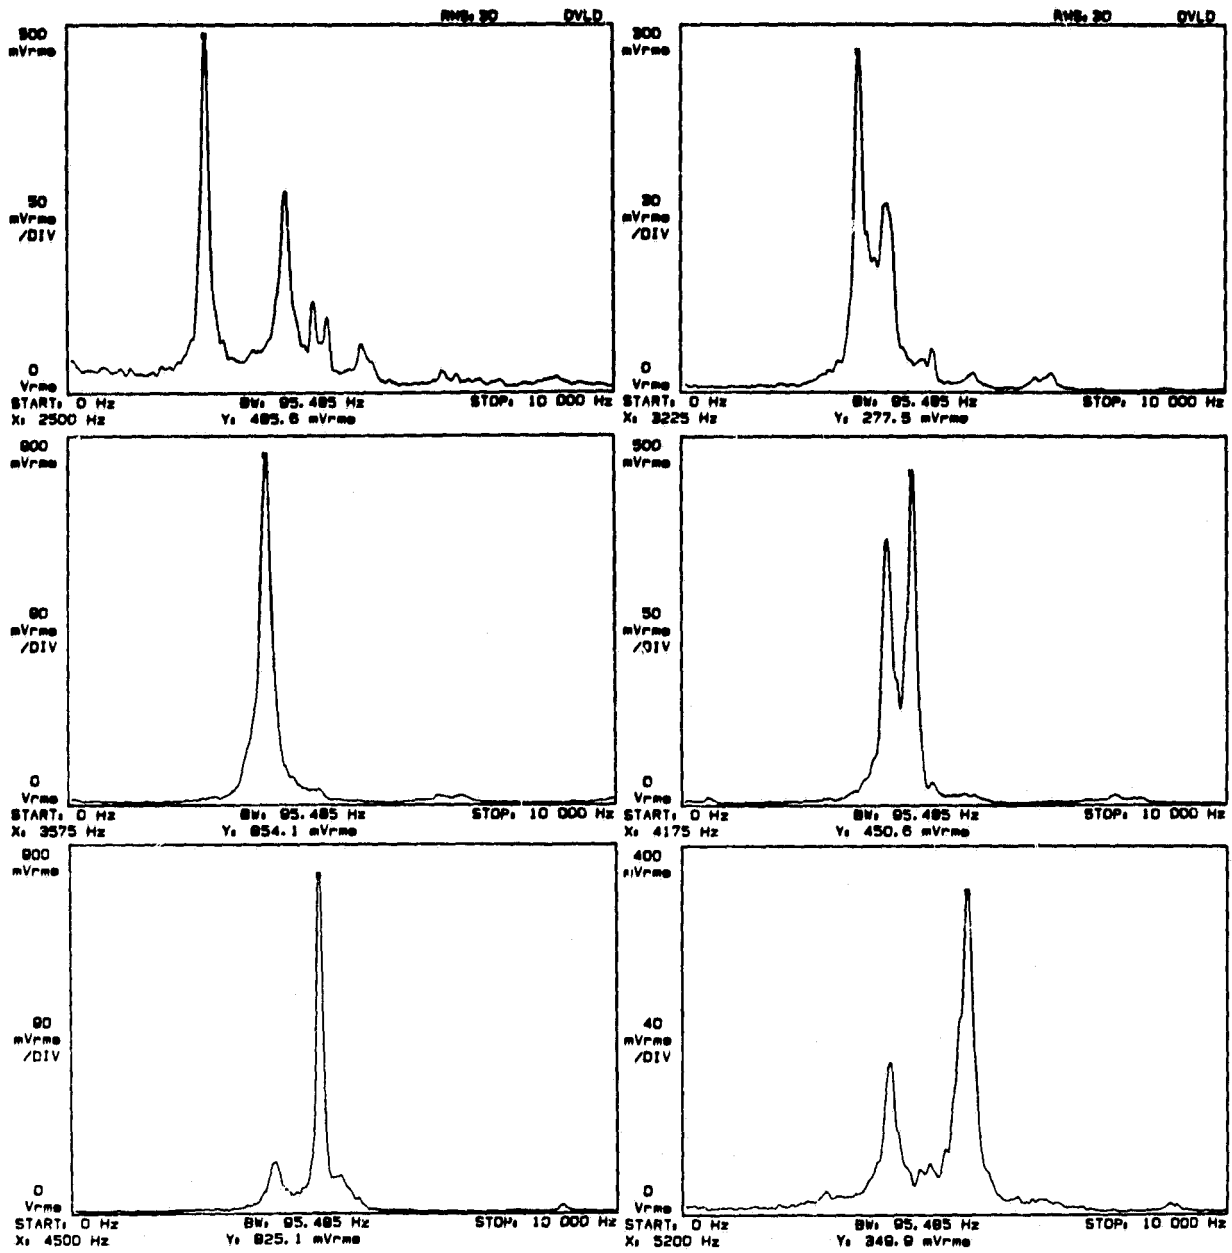 RMS: 30 OVLD
500
mVrms
50
mVrms
/DIV
0
Vrms
START: 0 Hz BW: 95.485 Hz STOP: 10 000 Hz
X: 2500 Hz Y: 485.6 mVrms
RMS: 30 OVLD
300
mVrms
30
mVrms
/DIV
0
Vrms
START: 0 Hz BW: 95.485 Hz STOP: 10 000 Hz
X: 3225 Hz Y: 277.5 mVrms
900
mVrms
90
mVrms
/DIV
0
Vrms
START: 0 Hz BW: 95.485 Hz STOP: 10 000 Hz
X: 3575 Hz Y: 854.1 mVrms
500
mVrms
50
mVrms
/DIV
0
Vrms
START: 0 Hz BW: 95.485 Hz STOP: 10 000 Hz
X: 4175 Hz Y: 450.6 mVrms
900
mVrms
90
mVrms
/DIV
0
Vrms
START: 0 Hz BW: 95.485 Hz STOP: 10 000 Hz
X: 4500 Hz Y: 825.1 mVrms
400
mVrms
40
mVrms
/DIV
0
Vrms
START: 0 Hz BW: 95.485 Hz STOP: 10 000 Hz
X: 5200 Hz Y: 349.9 mVrms